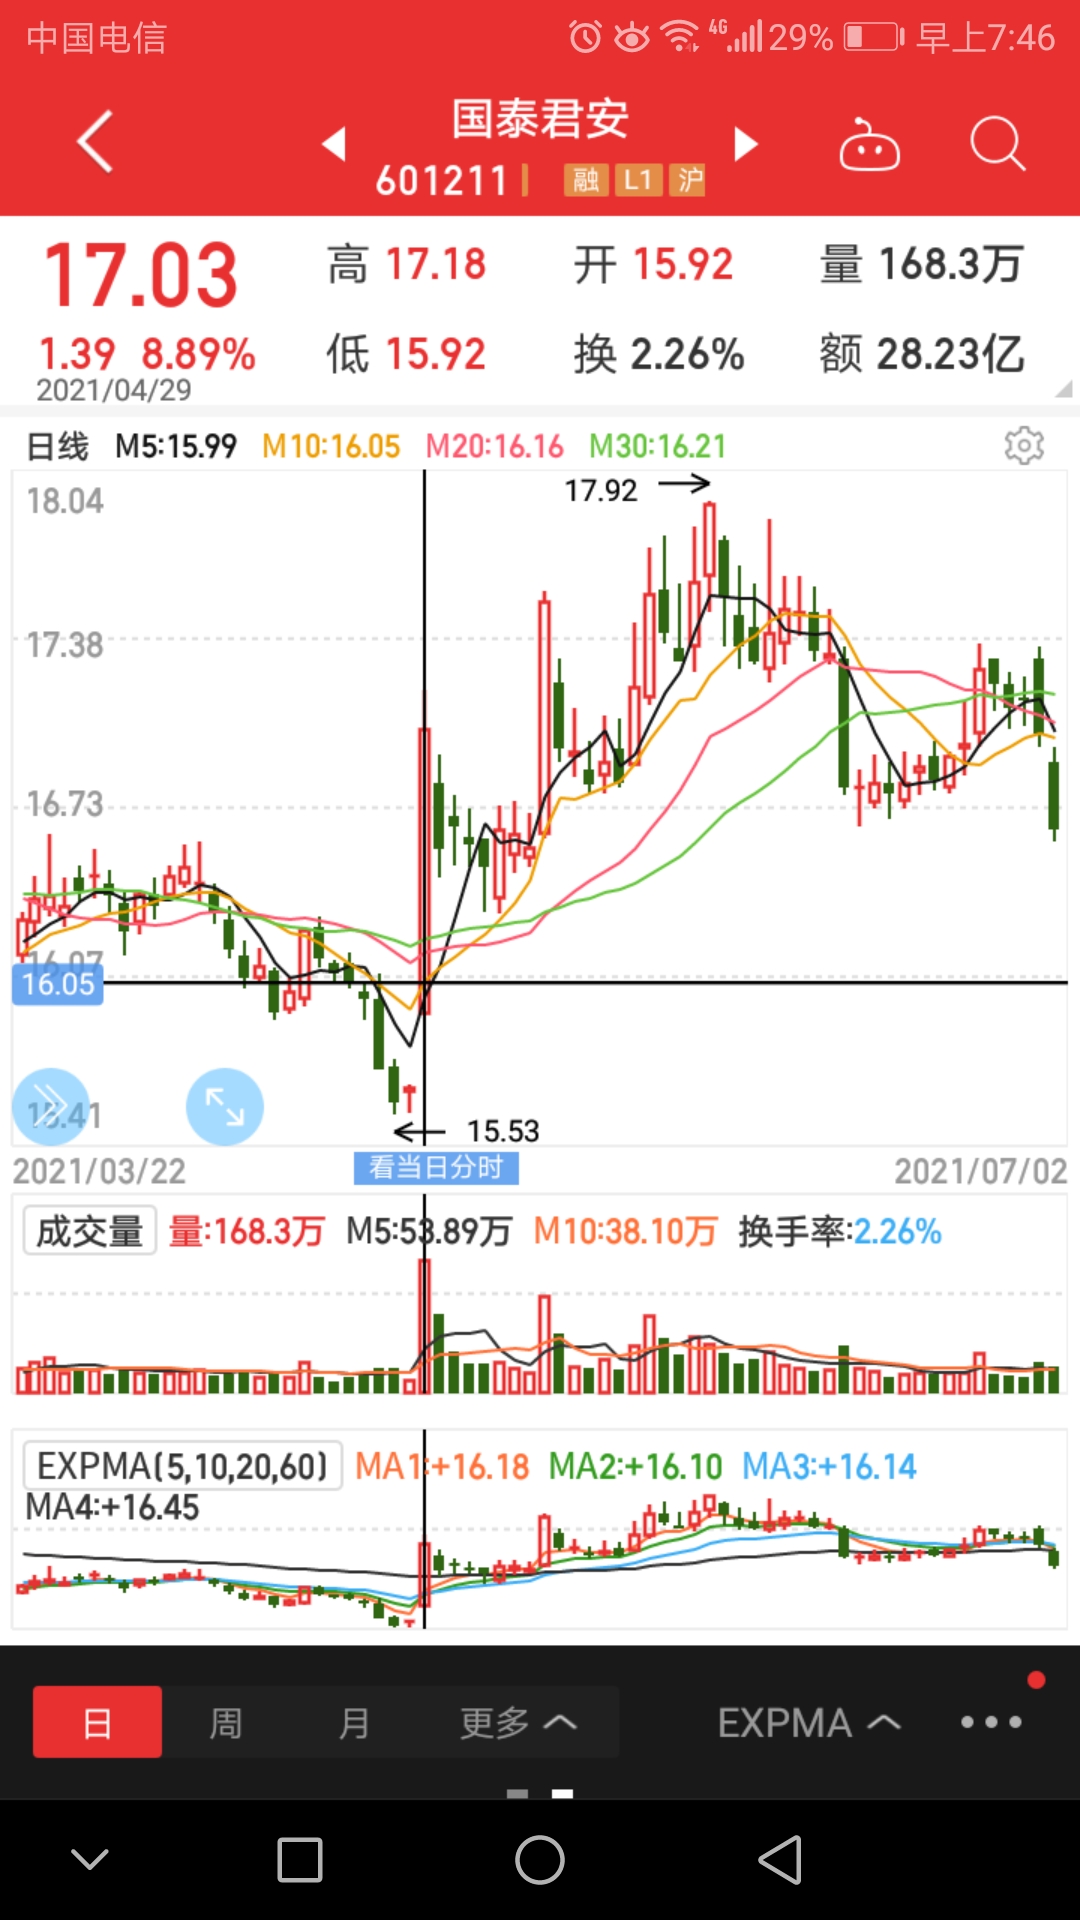 中国电信 4G 29% 早上7:46
国泰君安
601211 融 L1 沪
17.03 高 17.18 开 15.92 量 168.3万
1.39 8.89% 低 15.92 换 2.26% 额 28.23亿
2021/04/29
日线 M5:15.99 M10:16.05 M20:16.16 M30:16.21
18.04
17.92
17.38
16.73
16.07
16.05
15.41
15.53
2021/03/22 看当日分时 2021/07/02
成交量 量:168.3万 M5:53.89万 M10:38.10万 换手率:2.26%
EXPMA(5,10,20,60) MA1:+16.18 MA2:+16.10 MA3:+16.14
MA4:+16.45
日 周 月 更多 EXPMA